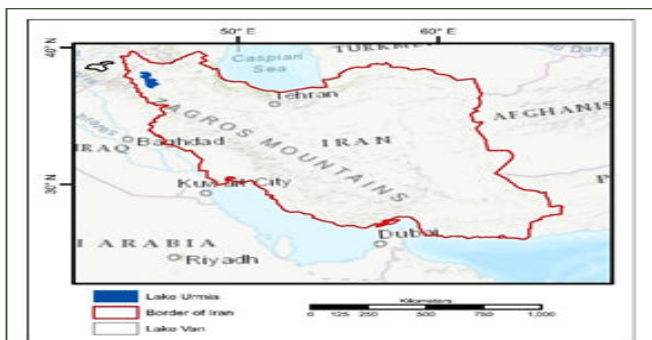 50° E 60° E
40° N
TURKME
Caspian
Sea
Tehran
AFGHANIS
ZAGROS MOUNTAINS
IRAN
Baghdad
IRAQ
30° N
Kuwait City
Dubai
I ARABIA
Riyadh
Lake Urmia
Border of Iran
Lake Van
Kilometers
0 125 250 500 750 1,000